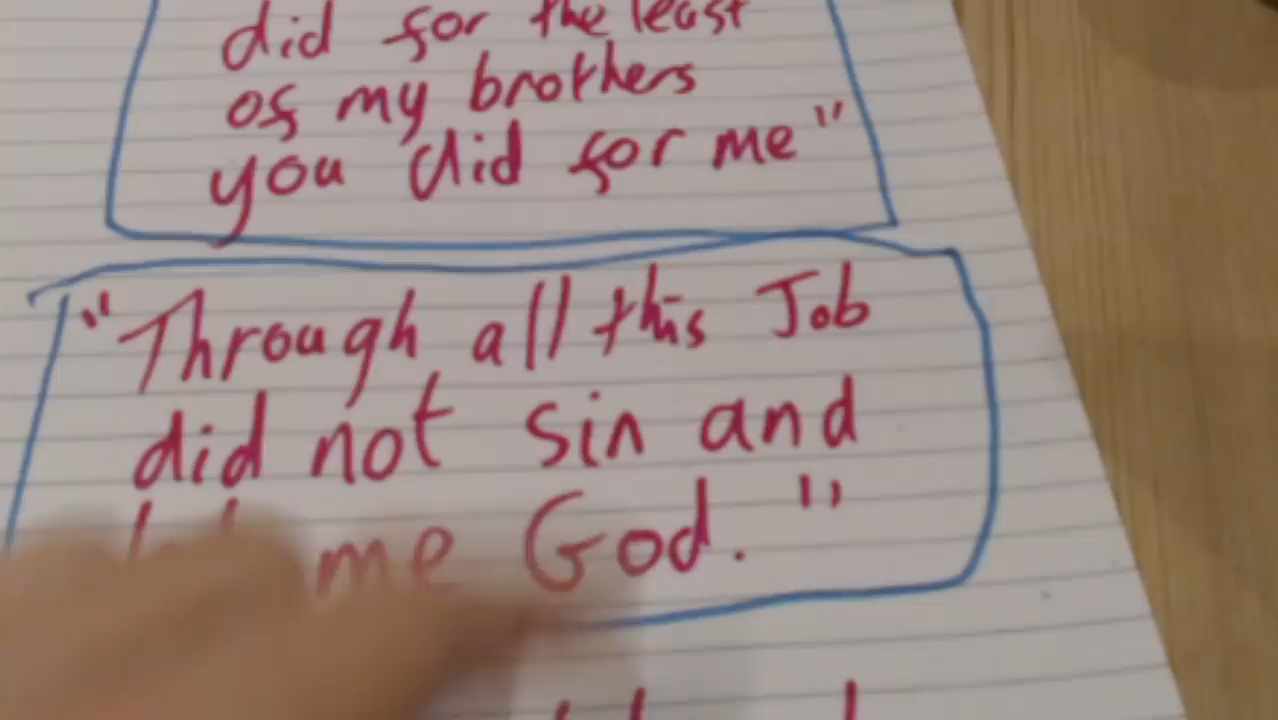 did for the least
of my brothers
you did for me"
"Through all this Job
did not sin and
me God."